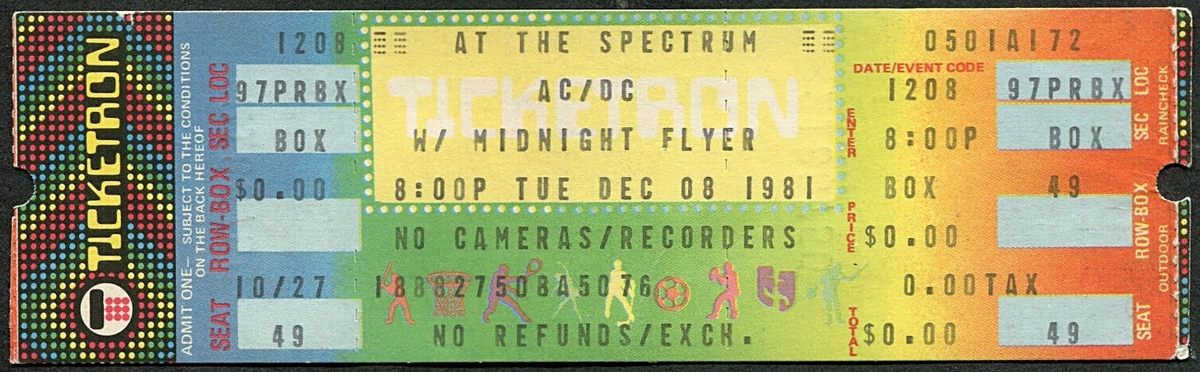 TICKETRON
ADMIT ONE— SUBJECT TO THE CONDITIONS
ON THE BACK HEREOF
SEAT ROW-BOX SEC LOC
1208
97PRBX
BOX
$0.00
10/27
49
TICKETRON
AT THE SPECTRUM
AC/DC
W/ MIDNIGHT FLYER
8:00P TUE DEC 08 1981
NO CAMERAS/RECORDERS
188827508A5076
NO REFUNDS/EXCH.
0501A172
DATE/EVENT CODE
1208
ENTER
8:00P
BOX
PRICE
$0.00
0.00TAX
TOTAL
$0.00
97PRBX
BOX
49
49
SEAT ROW-BOX SEC LOC
OUTDOOR RAINCHECK